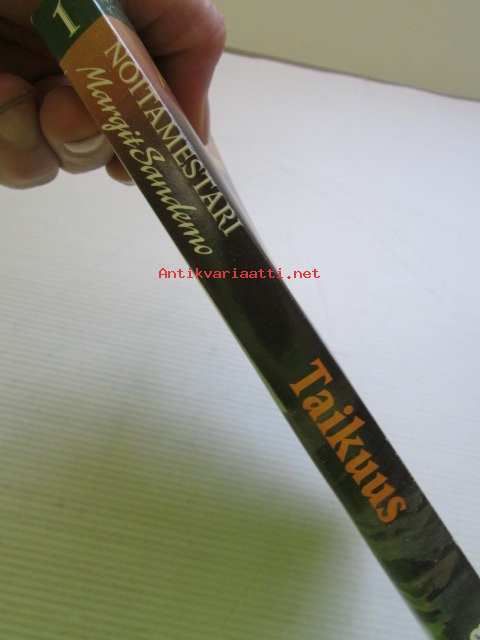 1
NOITAMESTARI
Margit Sandemo
Antikvariaatti.net
Taikuus